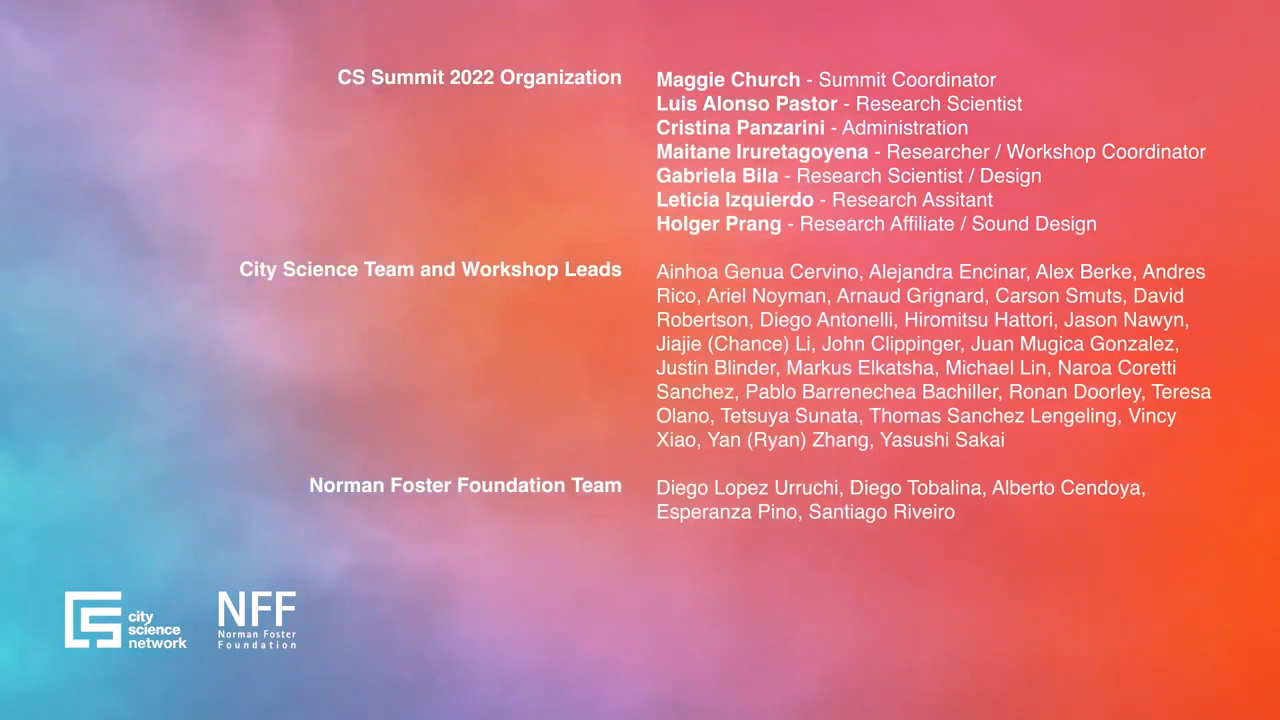 CS Summit 2022 Organization
Maggie Church - Summit Coordinator
Luis Alonso Pastor - Research Scientist
Cristina Panzarini - Administration
Maitane Iruretagoyena - Researcher / Workshop Coordinator
Gabriela Bila - Research Scientist / Design
Leticia Izquierdo - Research Assitant
Holger Prang - Research Affiliate / Sound Design
City Science Team and Workshop Leads
Ainhoa Genua Cervino, Alejandra Encinar, Alex Berke, Andres
Rico, Ariel Noyman, Arnaud Grignard, Carson Smuts, David
Robertson, Diego Antonelli, Hiromitsu Hattori, Jason Nawyn,
Jiajie (Chance) Li, John Clippinger, Juan Mugica Gonzalez,
Justin Blinder, Markus Elkatsha, Michael Lin, Naroa Coretti
Sanchez, Pablo Barrenechea Bachiller, Ronan Doorley, Teresa
Olano, Tetsuya Sunata, Thomas Sanchez Lengeling, Vincy
Xiao, Yan (Ryan) Zhang, Yasushi Sakai
Norman Foster Foundation Team
Diego Lopez Urruchi, Diego Tobalina, Alberto Cendoya,
Esperanza Pino, Santiago Riveiro
CS
city
science
network
NFF
Norman Foster
Foundation